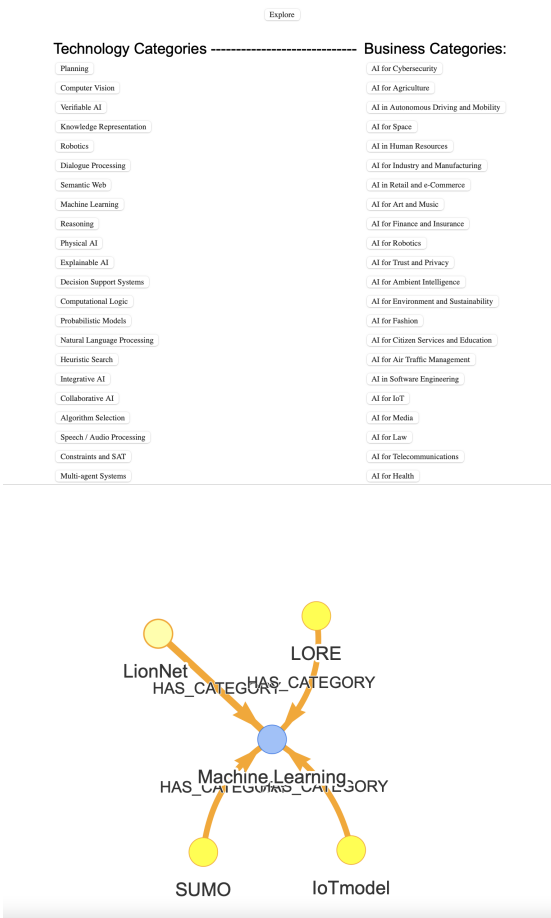 Explore
Technology Categories ----------------------------- Business Categories:
Planning
AI for Cybersecurity
Computer Vision
AI for Agriculture
Verifiable AI
AI in Autonomous Driving and Mobility
Knowledge Representation
AI for Space
Robotics
AI in Human Resources
Dialogue Processing
AI for Industry and Manufacturing
Semantic Web
AI in Retail and e-Commerce
Machine Learning
AI for Art and Music
Reasoning
AI for Finance and Insurance
Physical AI
AI for Robotics
Explainable AI
AI for Trust and Privacy
Decision Support Systems
AI for Ambient Intelligence
Computational Logic
AI for Environment and Sustainability
Probabilistic Models
AI for Fashion
Natural Language Processing
AI for Citizen Services and Education
Heuristic Search
AI for Air Traffic Management
Integrative AI
AI in Software Engineering
Collaborative AI
AI for IoT
Algorithm Selection
AI for Media
Speech / Audio Processing
AI for Law
Constraints and SAT
AI for Telecommunications
Multi-agent Systems
AI for Health
LORE
LionNet
HAS_CATEGORY
HAS_CATEGORY
Machine Learning
HAS_CATEGORY
HAS_CATEGORY
SUMO
IoTmodel